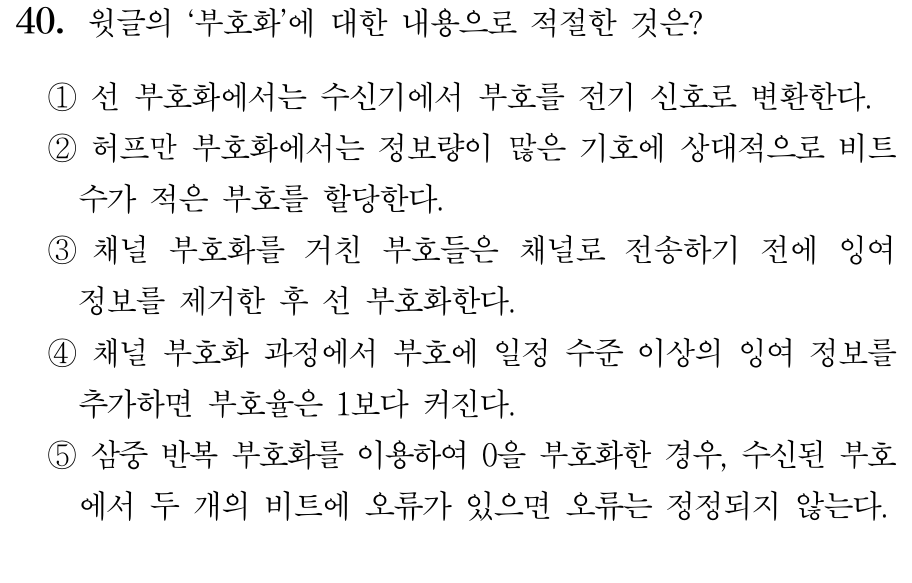 40. 윗글의 ‘부호화’에 대한 내용으로 적절한 것은?
① 선 부호화에서는 수신기에서 부호를 전기 신호로 변환한다.
② 허프만 부호화에서는 정보량이 많은 기호에 상대적으로 비트
수가 적은 부호를 할당한다.
③ 채널 부호화를 거친 부호들은 채널로 전송하기 전에 잉여
정보를 제거한 후 선 부호화한다.
④ 채널 부호화 과정에서 부호에 일정 수준 이상의 잉여 정보를
추가하면 부호율은 1보다 커진다.
⑤ 삼중 반복 부호화를 이용하여 0을 부호화한 경우, 수신된 부호
에서 두 개의 비트에 오류가 있으면 오류는 정정되지 않는다.